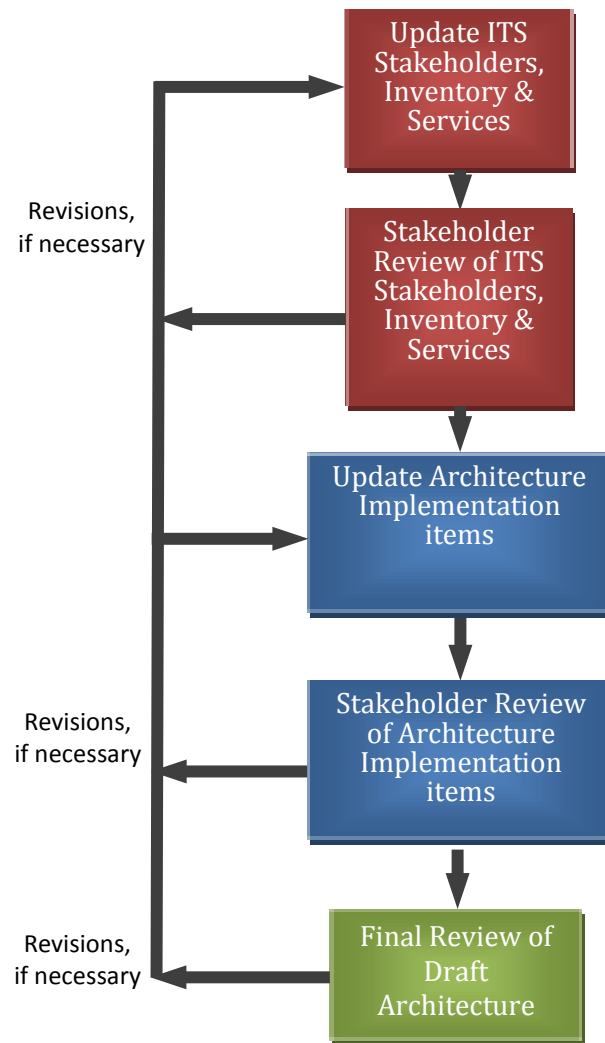 Update ITS
Stakeholders,
Inventory &
Services
Revisions,
if necessary
Stakeholder
Review of ITS
Stakeholders,
Inventory &
Services
Update Architecture
Implementation
items
Stakeholder Review
of Architecture
Implementation
items
Revisions,
if necessary
Final Review of
Draft
Architecture
Revisions,
if necessary